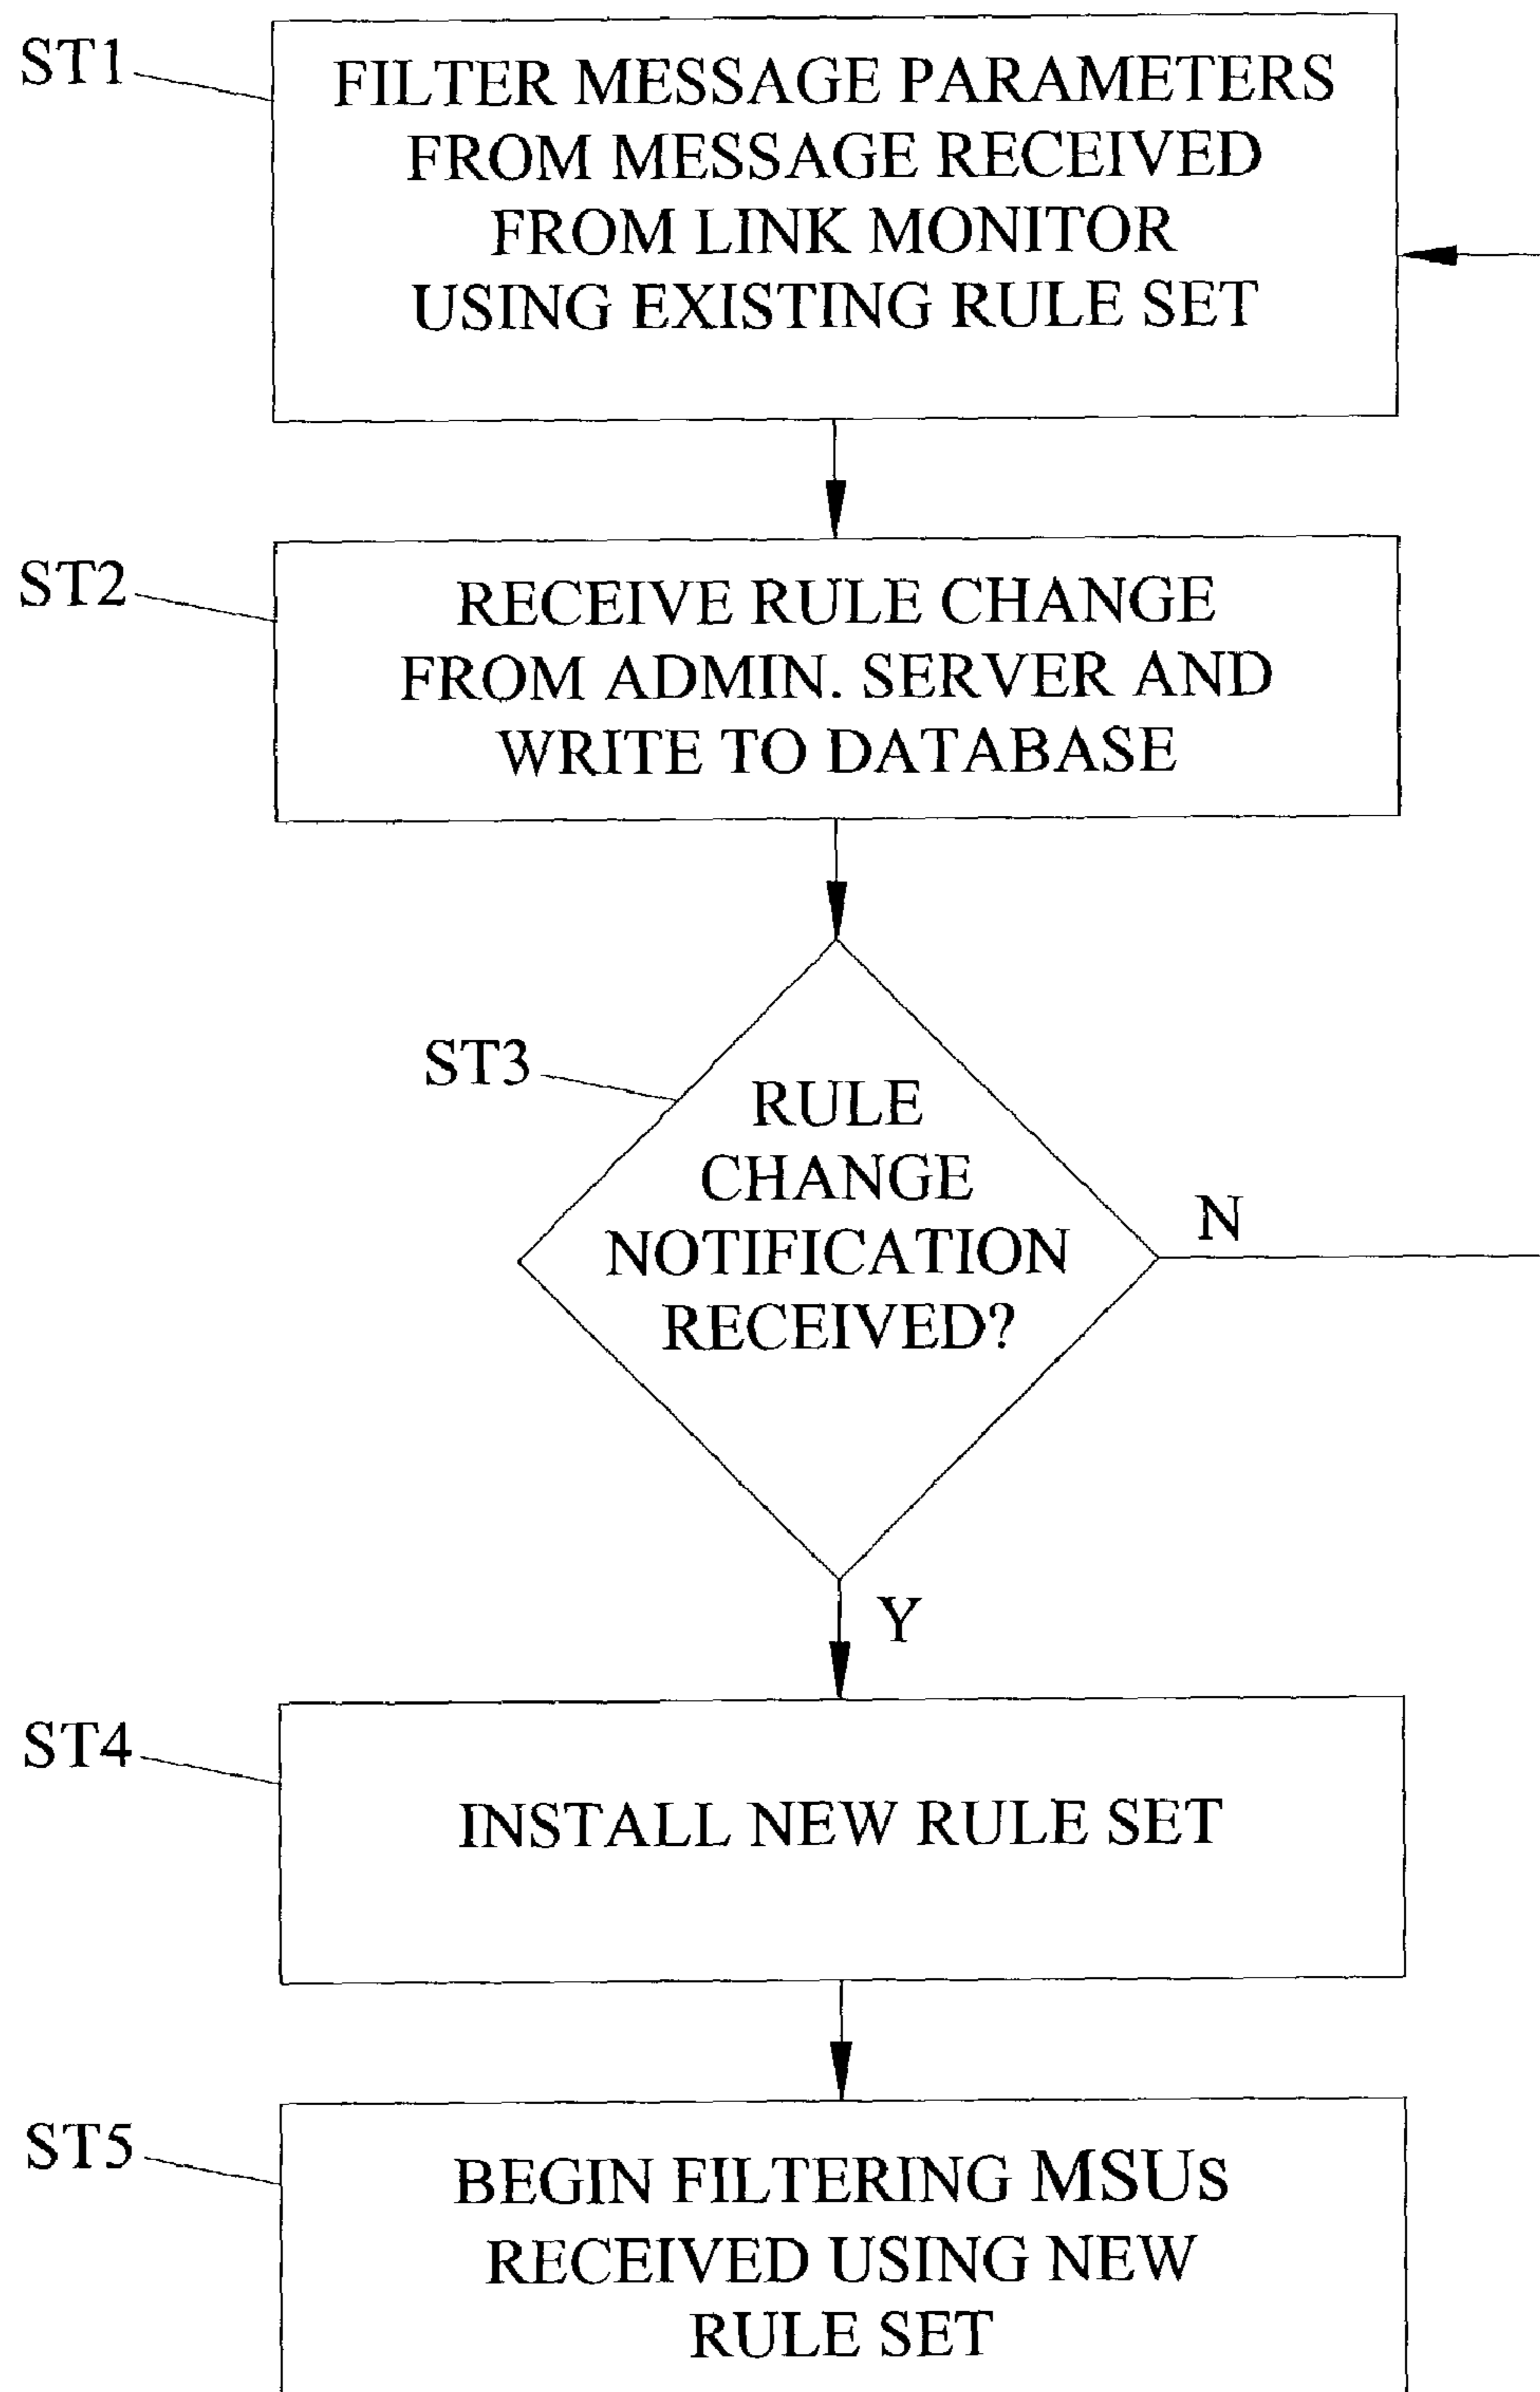 ST1
FILTER MESSAGE PARAMETERS
FROM MESSAGE RECEIVED
FROM LINK MONITOR
USING EXISTING RULE SET
ST2
RECEIVE RULE CHANGE
FROM ADMIN. SERVER AND
WRITE TO DATABASE
ST3
RULE
CHANGE
NOTIFICATION
RECEIVED?
N
Y
ST4
INSTALL NEW RULE SET
ST5
BEGIN FILTERING MSUs
RECEIVED USING NEW
RULE SET